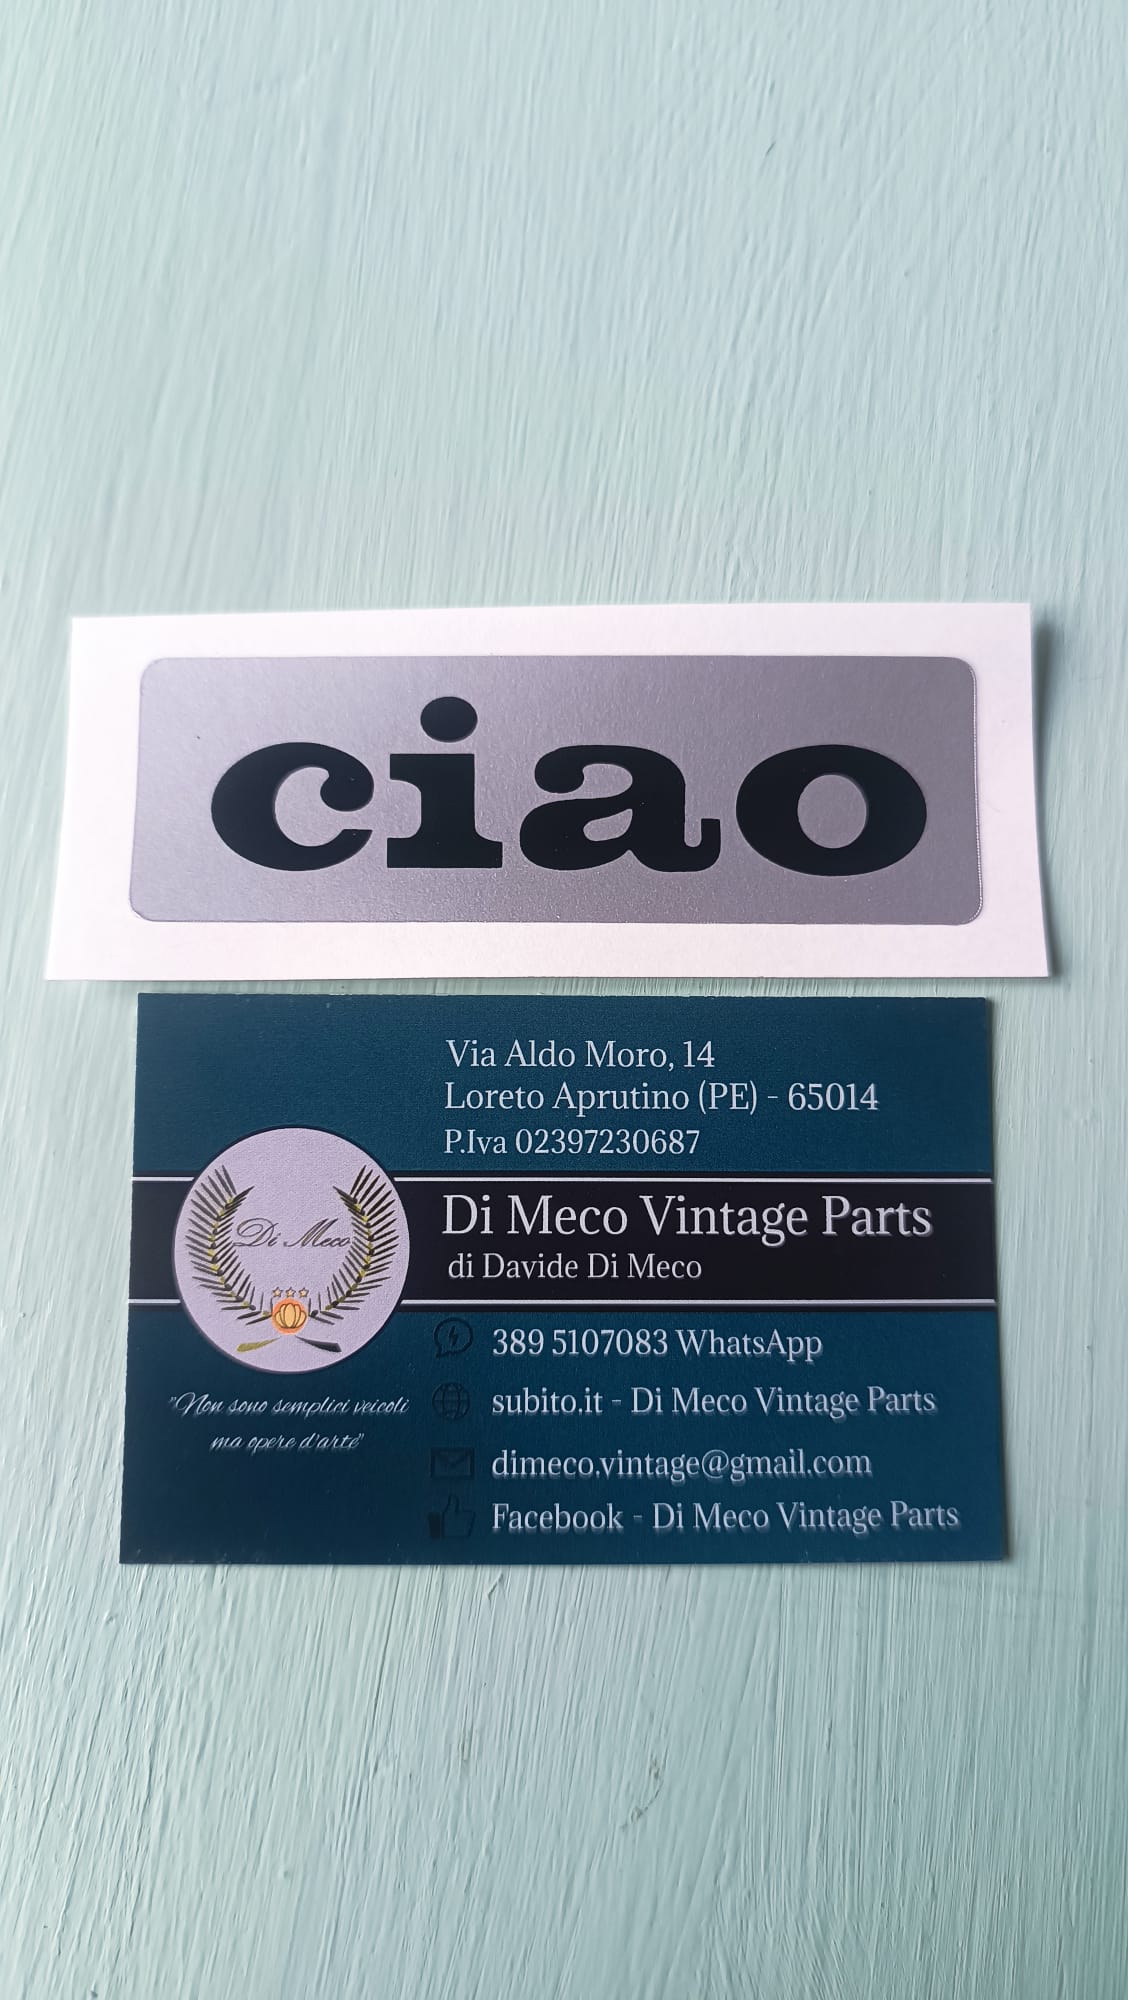 ciao
Via Aldo Moro, 14
Loreto Aprutino (PE) - 65014
P.Iva 02397230687
Di Meco Vintage Parts
di Davide Di Meco
Di Meco
"Non sono semplici veicoli
ma opere d'arte"
389 5107083 WhatsApp
subito.it - Di Meco Vintage Parts
dimeco.vintage@gmail.com
Facebook - Di Meco Vintage Parts